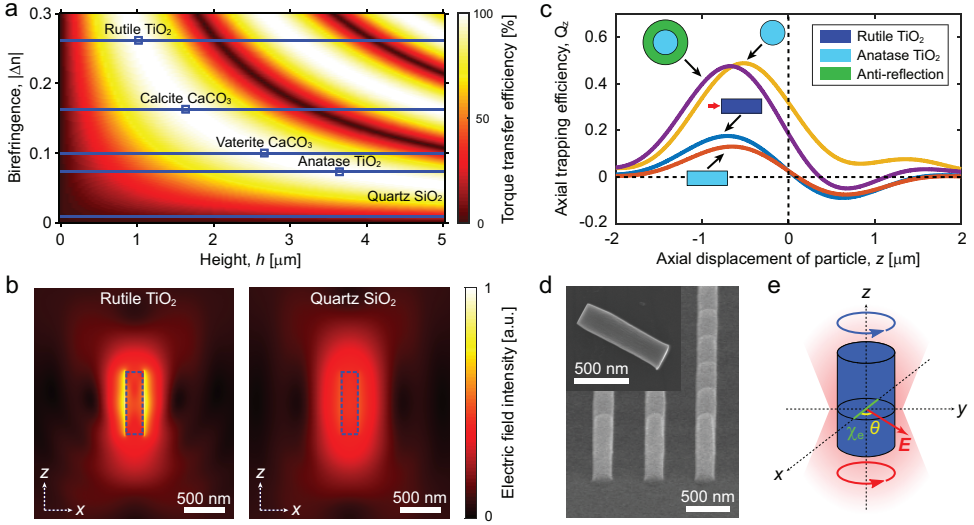 a
Birefringence, |Δn|
0.3
0.2
0.1
0
Rutile TiO₂
Calcite CaCO₃
Vaterite CaCO₃
Anatase TiO₂
Quartz SiO₂
0 1 2 3 4 5
Height, h [μm]
100
50
0
Torque transfer efficiency [%]
b
Rutile TiO₂
z
x
500 nm
Quartz SiO₂
z
x
500 nm
1
0
Electric field intensity [a.u.]
c
Axial trapping efficiency, Qz
0.6
0.4
0.2
0
-0.2
Rutile TiO₂
Anatase TiO₂
Anti-reflection
-2 -1 0 1 2
Axial displacement of particle, z [μm]
d
500 nm
500 nm
e
z
y
x
χe
θ
E